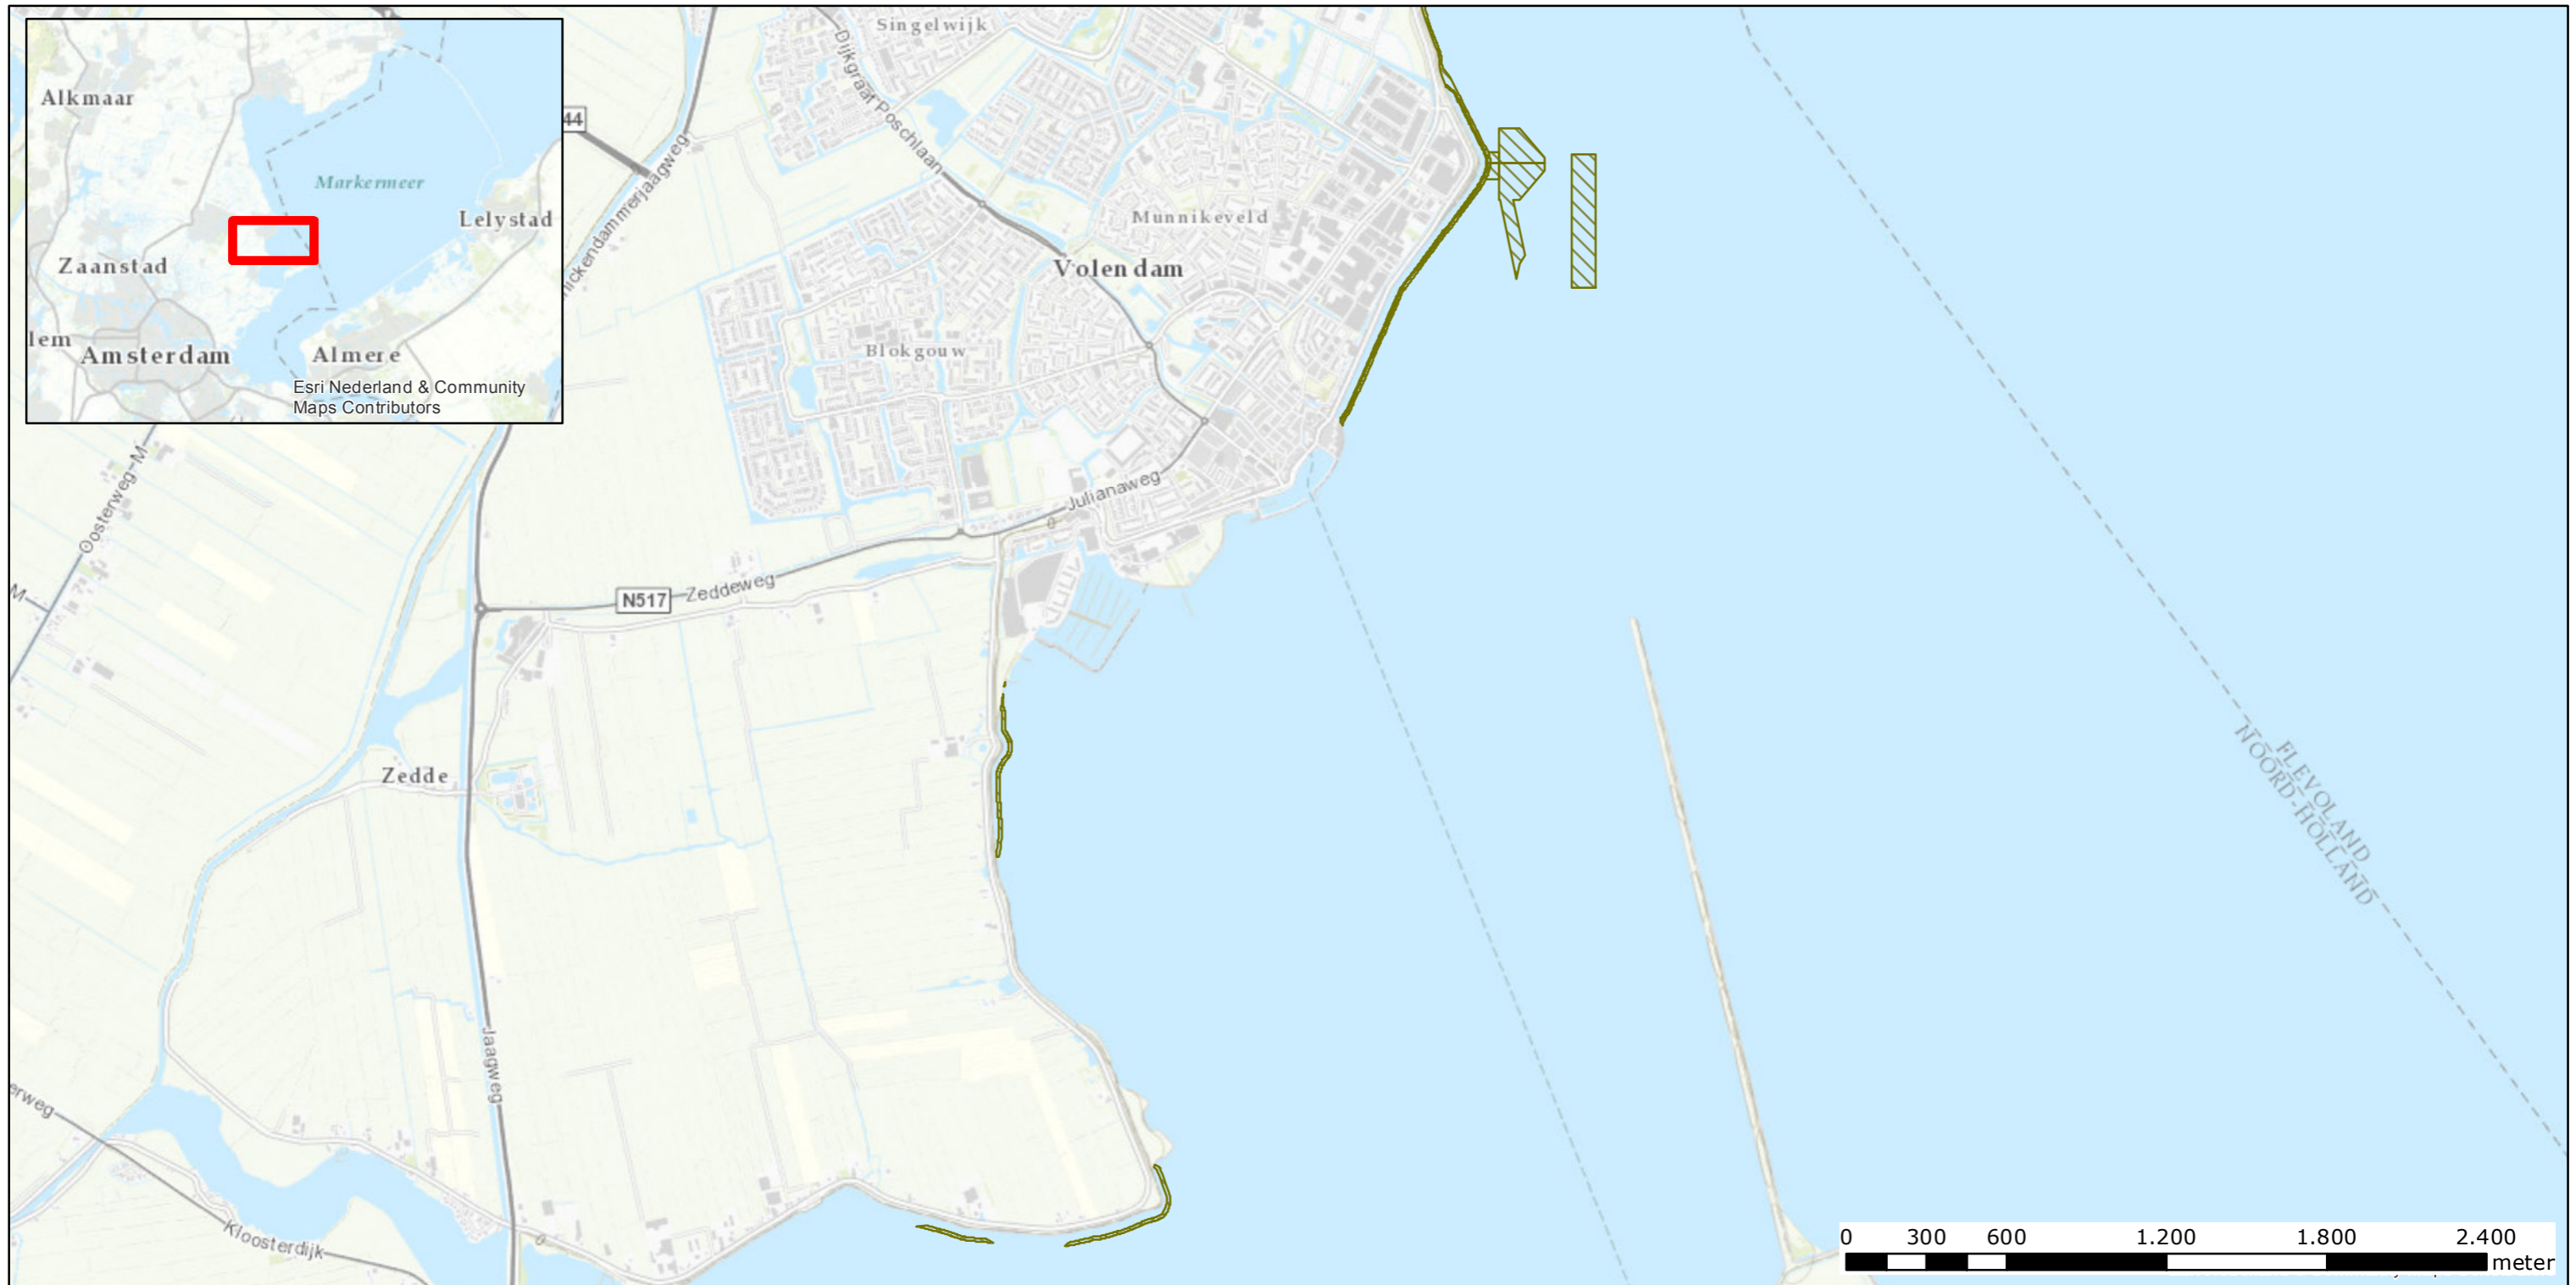 Singelwijk
Dijkgraaf Poschlaan
Alkmaar
Markermeer
Lelystad
Zaanstad
lem
Amsterdam
Almere
Esri Nederland & Community
Maps Contributors
44
nickendammerjaagweg
Munnikeveld
Volendam
Blokgouw
Julianaweg
Oosterweg-M
M
N517
Zeddeweg
Zedde
FLEVOLAND
NOORD-HOLLAND
Jaagweg
erweg
Kloosterdijk
0 300 600 1.200 1.800 2.400
meter